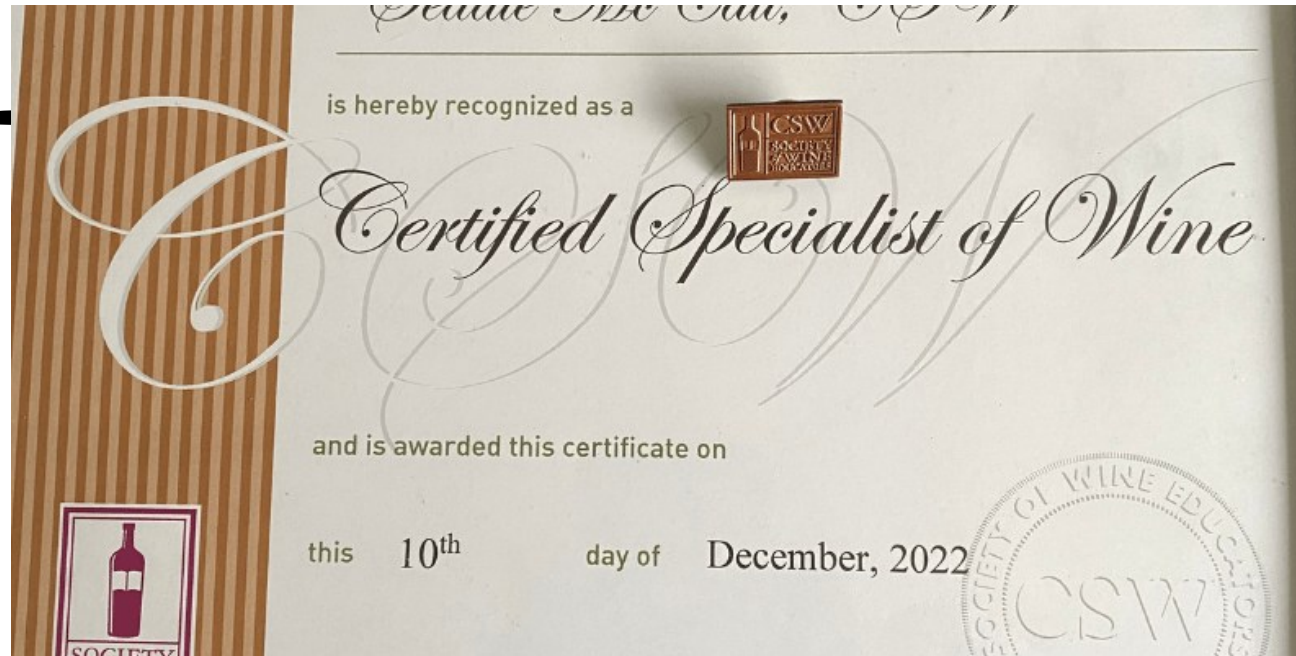 is hereby recognized as a
CSW
SOCIETY
of WINE
EDUCATORS
Certified Specialist of Wine
and is awarded this certificate on
this 10th day of December, 2022
SOCIETY OF WINE EDUCATORS
CSW
SOCIETY